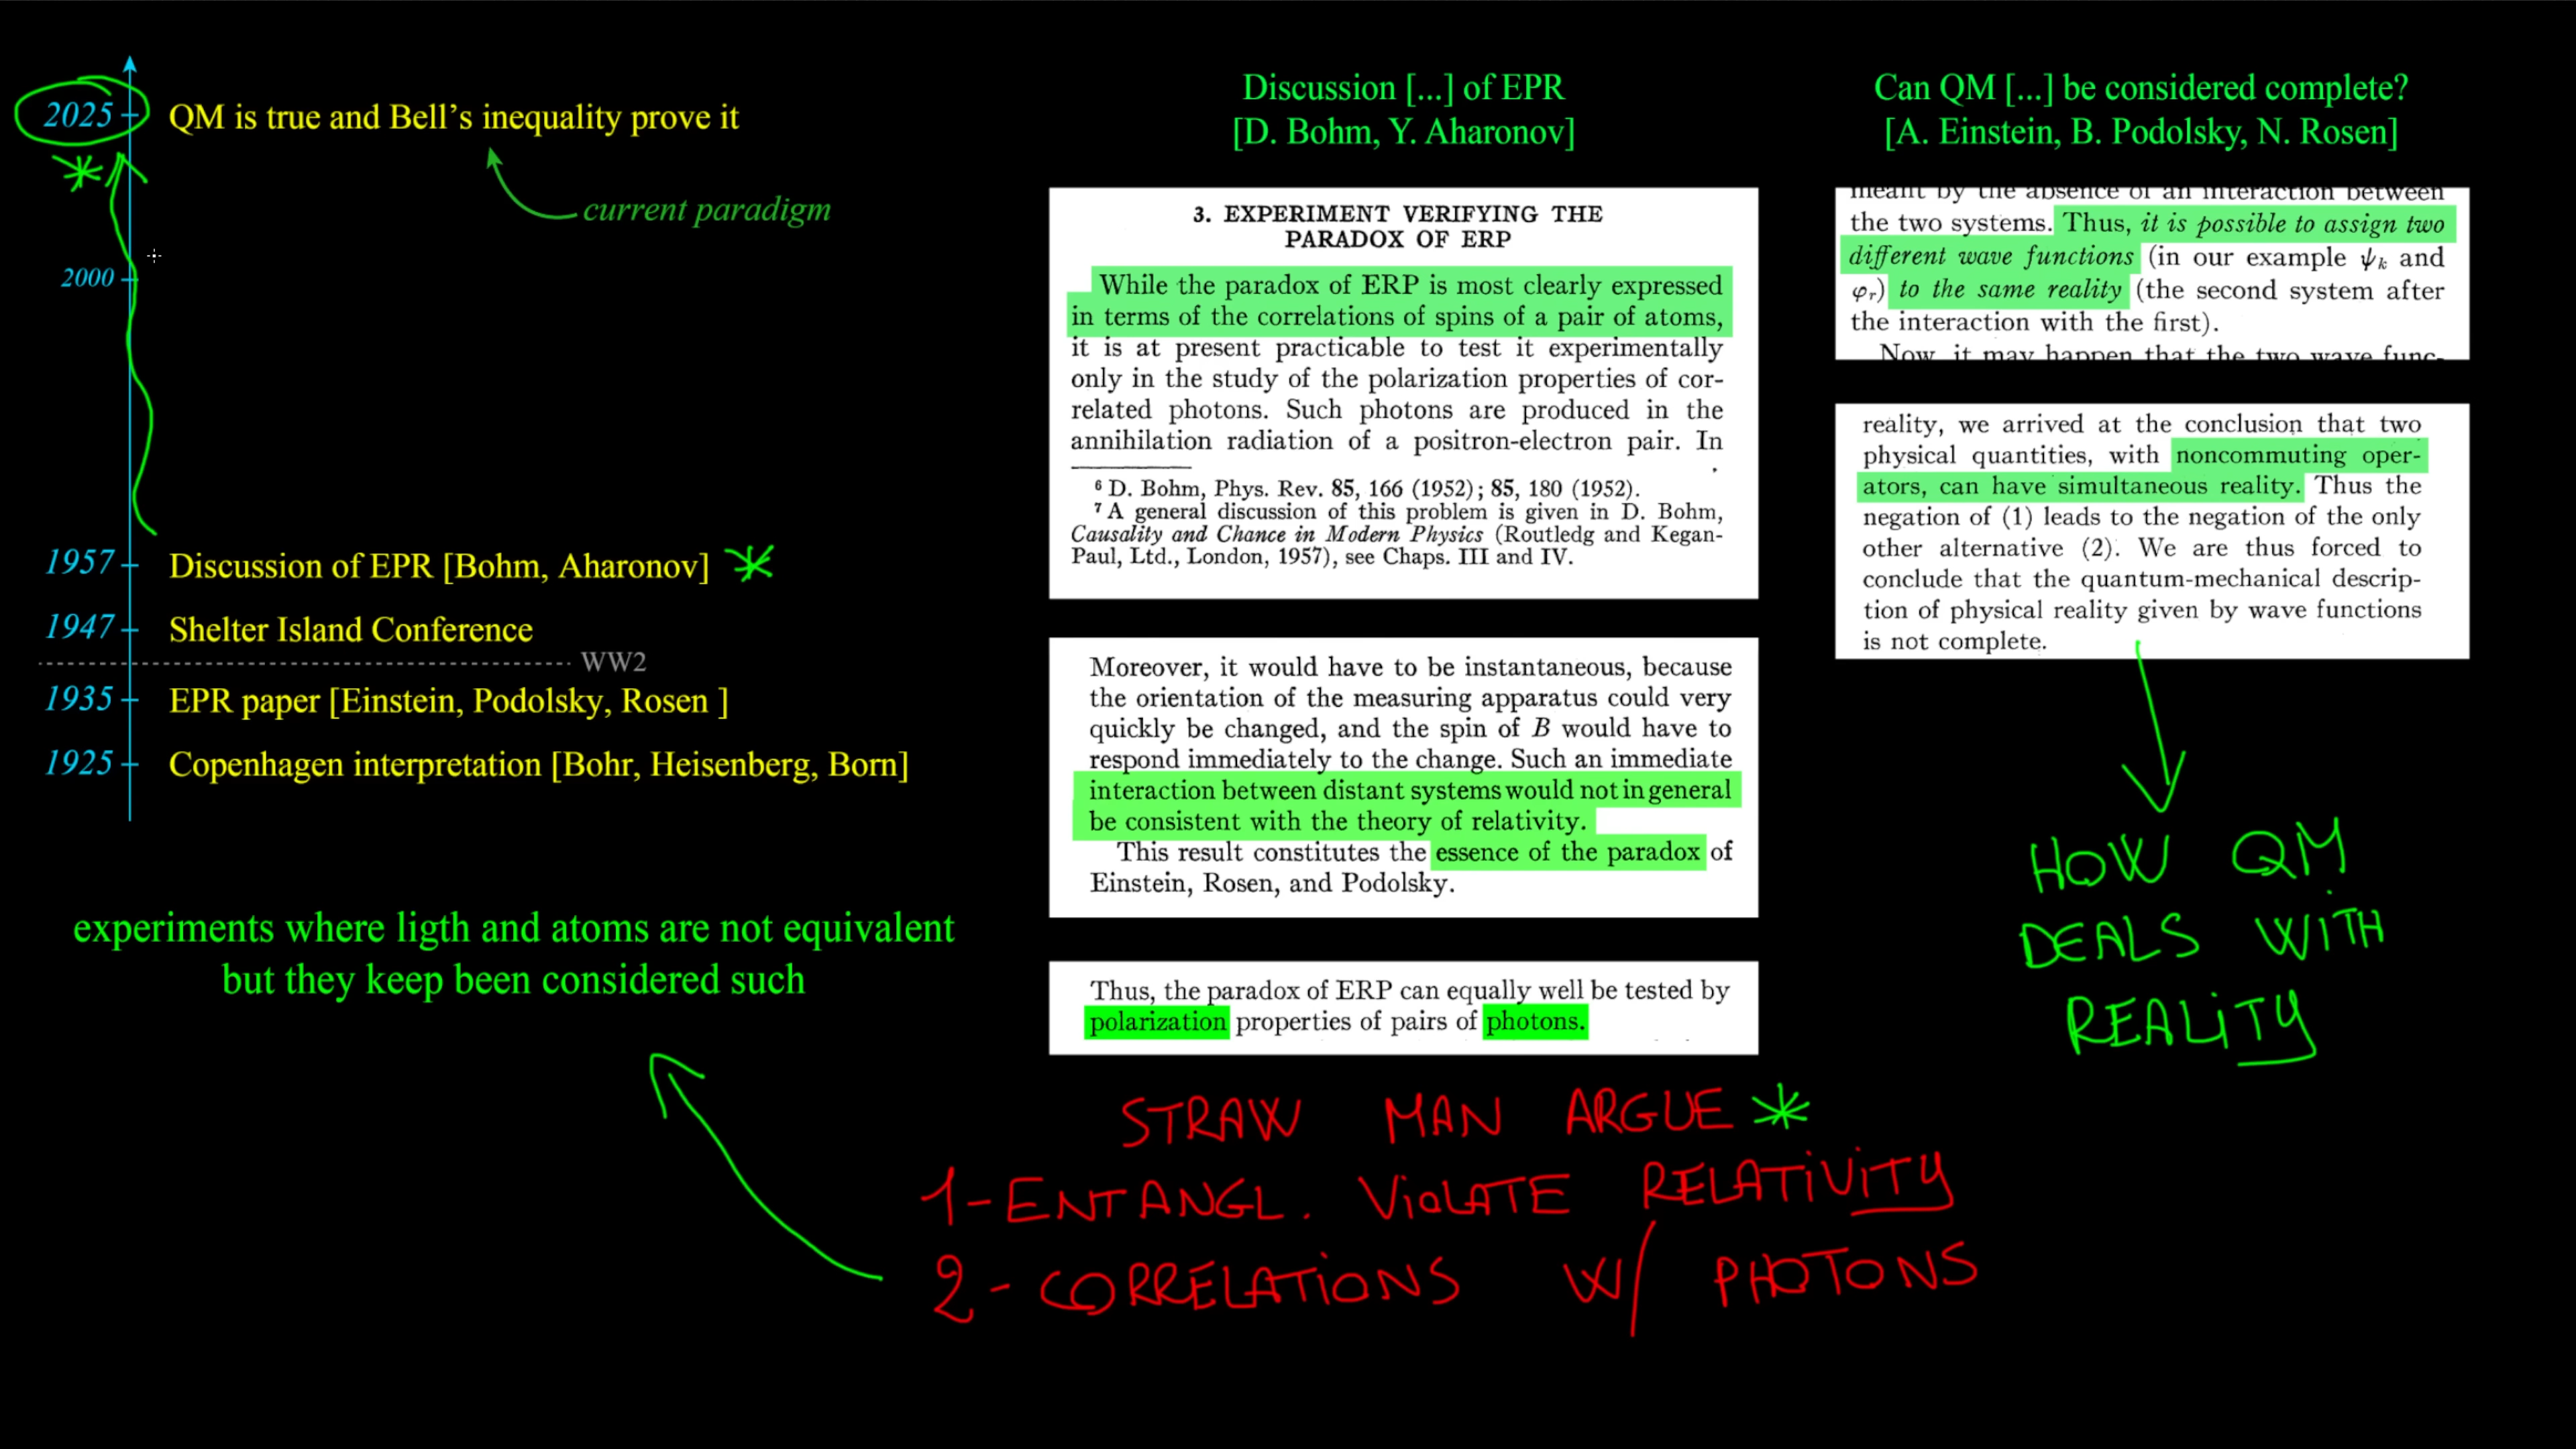 2025
QM is true and Bell's inequality prove it
current paradigm
2000
1957
Discussion of EPR [Bohm, Aharonov]
1947
Shelter Island Conference
WW2
1935
EPR paper [Einstein, Podolsky, Rosen ]
1925
Copenhagen interpretation [Bohr, Heisenberg, Born]
experiments where ligth and atoms are not equivalent
but they keep been considered such
Discussion [...] of EPR
[D. Bohm, Y. Aharonov]
3. EXPERIMENT VERIFYING THE
PARADOX OF ERP
While the paradox of ERP is most clearly expressed
in terms of the correlations of spins of a pair of atoms,
it is at present practicable to test it experimentally
only in the study of the polarization properties of cor-
related photons. Such photons are produced in the
annihilation radiation of a positron-electron pair. In
⁶ D. Bohm, Phys. Rev. 85, 166 (1952); 85, 180 (1952).
⁷ A general discussion of this problem is given in D. Bohm,
Causality and Chance in Modern Physics (Routledg and Kegan-
Paul, Ltd., London, 1957), see Chaps. III and IV.
Moreover, it would have to be instantaneous, because
the orientation of the measuring apparatus could very
quickly be changed, and the spin of B would have to
respond immediately to the change. Such an immediate
interaction between distant systems would not in general
be consistent with the theory of relativity.
This result constitutes the essence of the paradox of
Einstein, Rosen, and Podolsky.
Thus, the paradox of ERP can equally well be tested by
polarization properties of pairs of photons.
STRAW MAN ARGUE *
1-ENTANGL. ViOLATE RELATiViTY
2-CORRELATiONS W/ PHOTONS
Can QM [...] be considered complete?
[A. Einstein, B. Podolsky, N. Rosen]
meant by the absence of an interaction between
the two systems. Thus, it is possible to assign two
different wave functions (in our example ψₖ and
φᵣ) to the same reality (the second system after
the interaction with the first).
Now, it may happen that the two wave func-
reality, we arrived at the conclusion that two
physical quantities, with noncommuting oper-
ators, can have simultaneous reality. Thus the
negation of (1) leads to the negation of the only
other alternative (2). We are thus forced to
conclude that the quantum-mechanical descrip-
tion of physical reality given by wave functions
is not complete.
HOW QM
DEALS WiTH
REALiTY